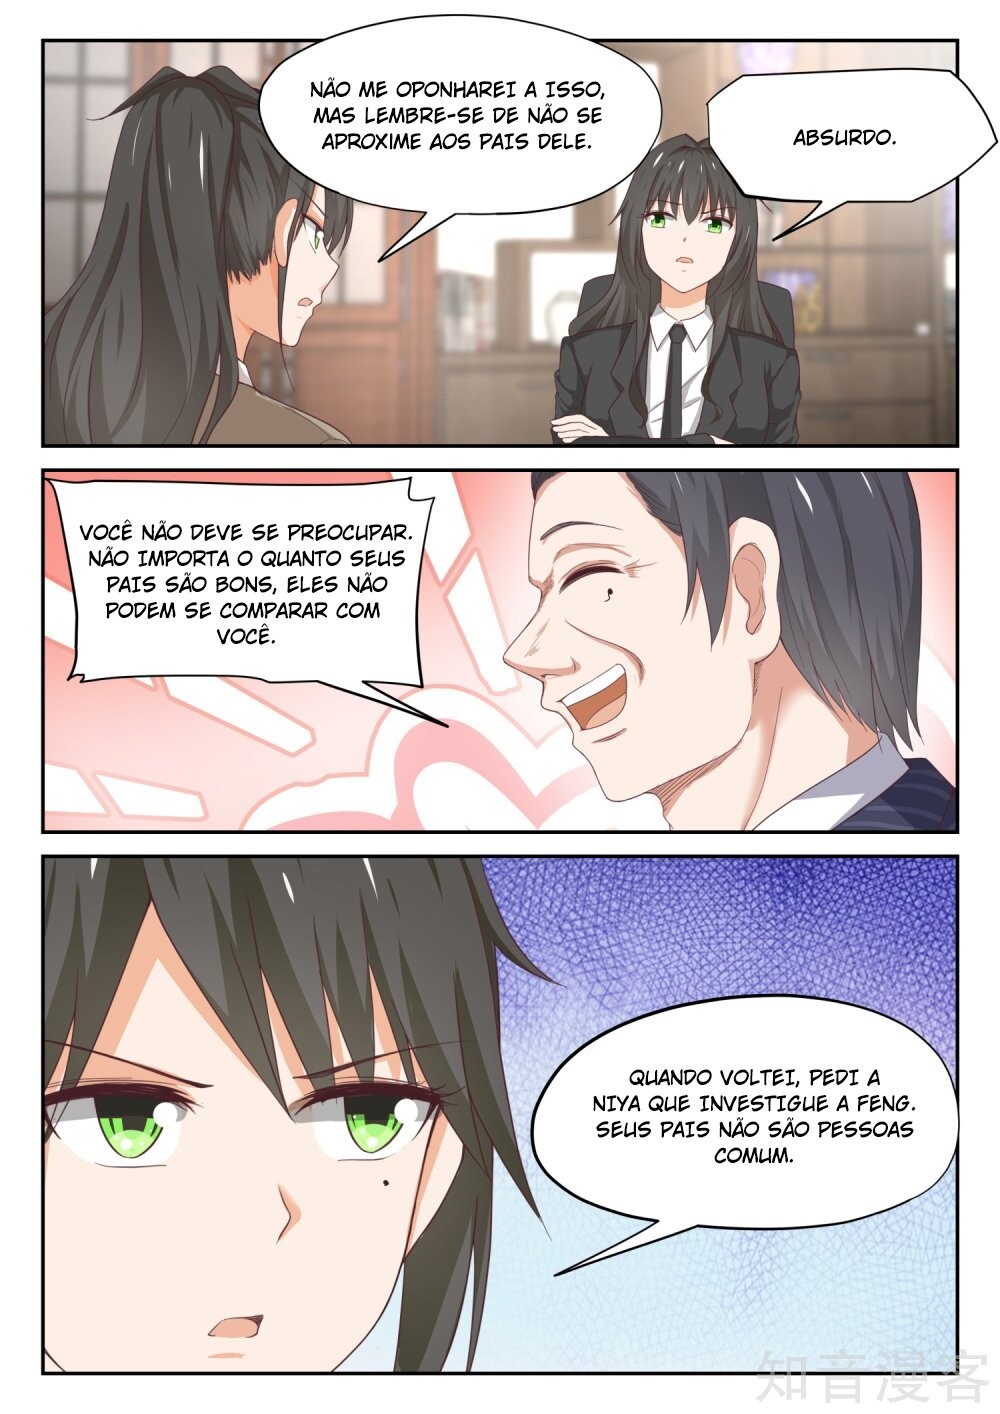 NÃO ME OPONHAREI A ISSO,
MAS LEMBRE-SE DE NÃO SE
APROXIME AOS PAIS DELE.
ABSURDO.
VOCÊ NÃO DEVE SE PREOCUPAR.
NÃO IMPORTA O QUANTO SEUS
PAIS SÃO BONS, ELES NÃO
PODEM SE COMPARAR COM
VOCÊ.
QUANDO VOLTEI, PEDI A
NIYA QUE INVESTIGUE A FENG.
SEUS PAIS NÃO SÃO PESSOAS
COMUM.
知音漫客